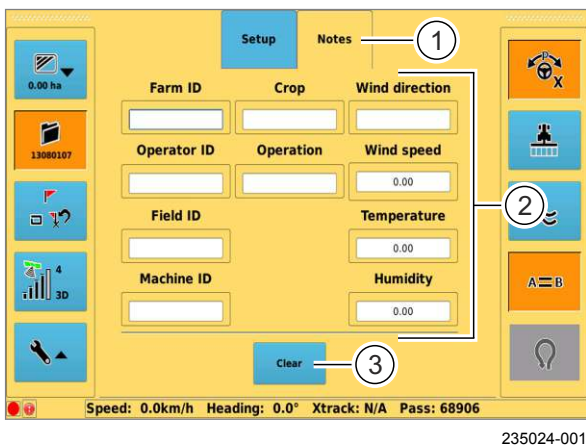 Setup Notes 1
0.00 ha
Farm ID Crop Wind direction
X
13080107
Operator ID Operation Wind speed
0.00
2
Field ID Temperature
0.00
4
3D
Machine ID Humidity
A=B
0.00
Clear 3
Speed: 0.0km/h Heading: 0.0° Xtrack: N/A Pass: 68906
235024-001